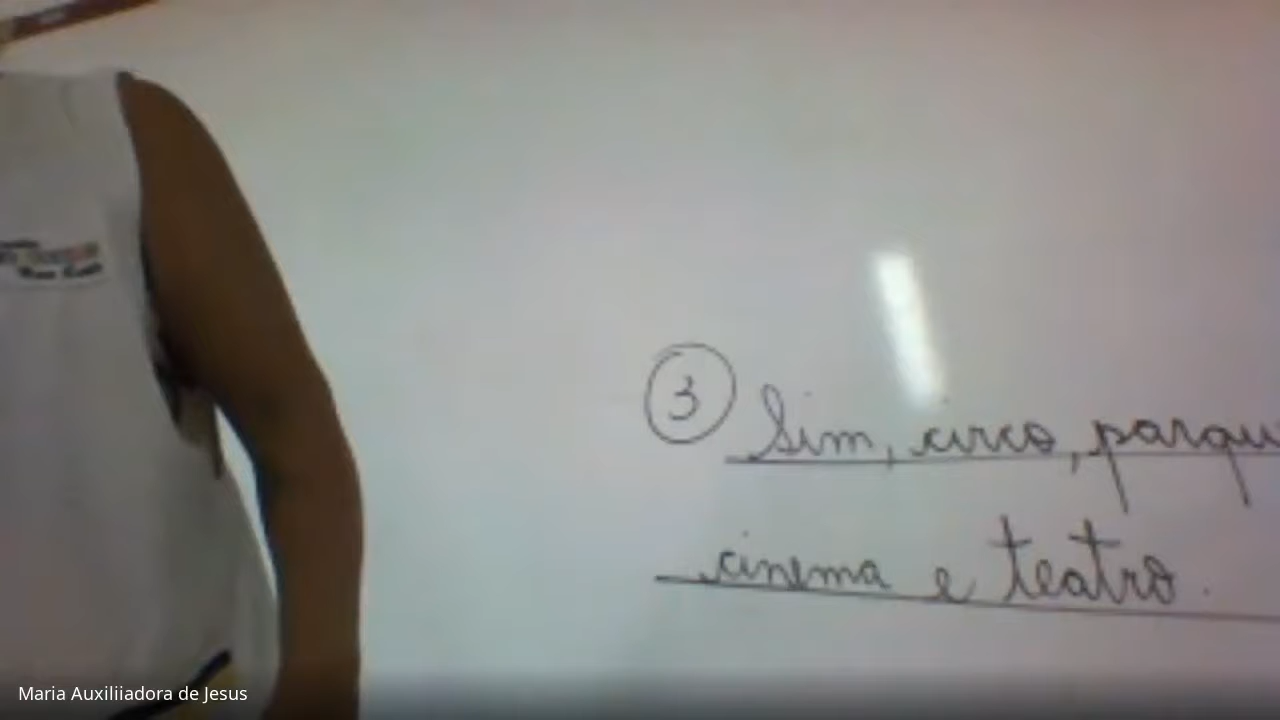 3
Sim, circo, parqu
cinema e teatro.
Maria Auxiliiadora de Jesus